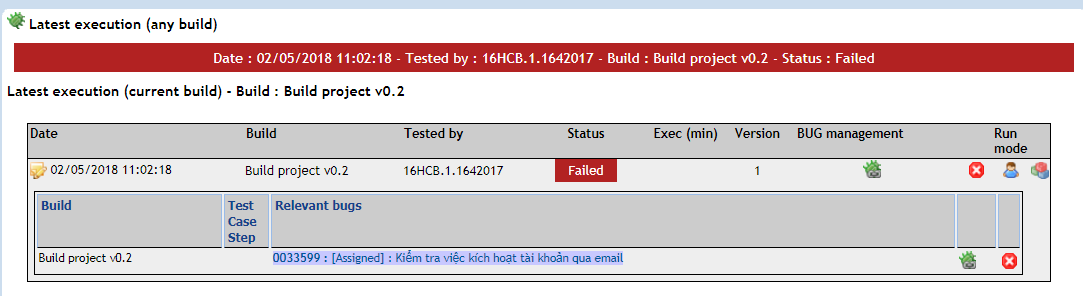 Latest execution (any build)
Date : 02/05/2018 11:02:18 - Tested by : 16HCB.1.1642017 - Build : Build project v0.2 - Status : Failed
Latest execution (current build) - Build : Build project v0.2
Date Build Tested by Status Exec (min) Version BUG management Run
mode
02/05/2018 11:02:18 Build project v0.2 16HCB.1.1642017 Failed 1
Build Test Relevant bugs
Case
Step
Build project v0.2 0033599 : [Assigned] : Kiểm tra việc kích hoạt tài khoản qua email